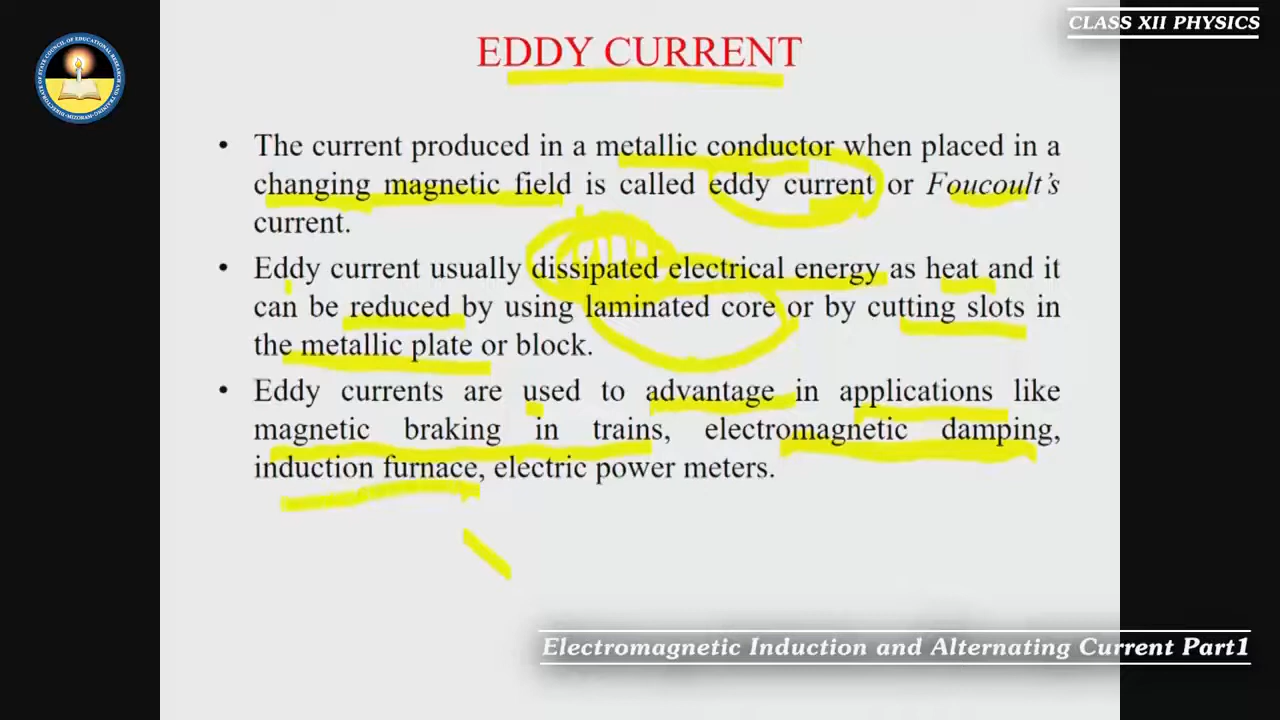 CLASS XII PHYSICS
EDDY CURRENT
• The current produced in a metallic conductor when placed in a
changing magnetic field is called eddy current or Foucoult's
current.
• Eddy current usually dissipated electrical energy as heat and it
can be reduced by using laminated core or by cutting slots in
the metallic plate or block.
• Eddy currents are used to advantage in applications like
magnetic braking in trains, electromagnetic damping,
induction furnace, electric power meters.
Electromagnetic Induction and Alternating Current Part1